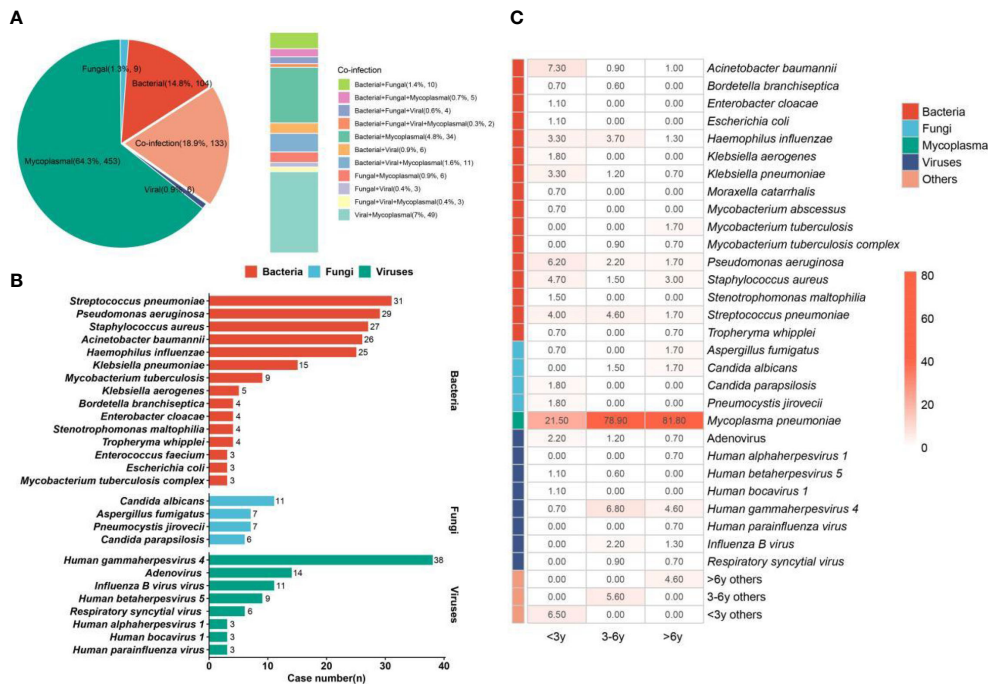 A
Fungal(1.3%, 9)
Bacterial(14.8%, 104)
Co-infection(18.9%, 133)
Mycoplasmal(64.3%, 453)
Viral(0.9%, 6)
Co-infection
Bacterial+Fungal(1.4%, 10)
Bacterial+Fungal+Mycoplasmal(0.7%, 5)
Bacterial+Fungal+Viral(0.6%, 4)
Bacterial+Fungal+Viral+Mycoplasmal(0.3%, 2)
Bacterial+Mycoplasmal(4.8%, 34)
Bacterial+Viral(0.9%, 6)
Bacterial+Viral+Mycoplasmal(1.6%, 11)
Fungal+Mycoplasmal(0.9%, 6)
Fungal+Viral(0.4%, 3)
Fungal+Viral+Mycoplasmal(0.4%, 3)
Viral+Mycoplasmal(7%, 49)
B
Bacteria Fungi Viruses
Streptococcus pneumoniae 31
Pseudomonas aeruginosa 29
Staphylococcus aureus 27
Acinetobacter baumannii 26
Haemophilus influenzae 25
Klebsiella pneumoniae 15
Mycobacterium tuberculosis 9
Klebsiella aerogenes 5
Bordetella branchiseptica 4
Enterobacter cloacae 4
Stenotrophomonas maltophilia 4
Tropheryma whipplei 4
Enterococcus faecium 3
Escherichia coli 3
Mycobacterium tuberculosis complex 3
Bacteria
Candida albicans 11
Aspergillus fumigatus 7
Pneumocystis jirovecii 7
Candida parapsilosis 6
Fungi
Human gammaherpesvirus 4 38
Adenovirus 14
Influenza B virus virus 11
Human betaherpesvirus 5 9
Respiratory syncytial virus 6
Human alphaherpesvirus 1 3
Human bocavirus 1 3
Human parainfluenza virus 3
Viruses
0 10 20 30 40
Case number(n)
C
7.30 0.90 1.00 Acinetobacter baumannii
0.70 0.60 0.00 Bordetella branchiseptica
1.10 0.00 0.00 Enterobacter cloacae
1.10 0.00 0.00 Escherichia coli
3.30 3.70 1.30 Haemophilus influenzae
1.80 0.00 0.00 Klebsiella aerogenes
3.30 1.20 0.70 Klebsiella pneumoniae
0.70 0.00 0.00 Moraxella catarrhalis
0.70 0.00 0.00 Mycobacterium abscessus
0.00 0.00 1.70 Mycobacterium tuberculosis
0.00 0.90 0.70 Mycobacterium tuberculosis complex
6.20 2.20 1.70 Pseudomonas aeruginosa
4.70 1.50 3.00 Staphylococcus aureus
1.50 0.00 0.00 Stenotrophomonas maltophilia
4.00 4.60 1.70 Streptococcus pneumoniae
0.70 0.00 0.70 Tropheryma whipplei
0.70 0.00 1.70 Aspergillus fumigatus
0.00 1.50 1.70 Candida albicans
1.80 0.00 0.00 Candida parapsilosis
1.80 0.00 0.00 Pneumocystis jirovecii
21.50 78.90 81.80 Mycoplasma pneumoniae
2.20 1.20 0.70 Adenovirus
0.00 0.00 0.70 Human alphaherpesvirus 1
1.10 0.60 0.00 Human betaherpesvirus 5
1.10 0.00 0.00 Human bocavirus 1
0.70 6.80 4.60 Human gammaherpesvirus 4
0.00 0.00 0.70 Human parainfluenza virus
0.00 2.20 1.30 Influenza B virus
0.00 0.90 0.70 Respiratory syncytial virus
0.00 0.00 4.60 >6y others
0.00 5.60 0.00 3-6y others
6.50 0.00 0.00 <3y others
<3y 3-6y >6y
Bacteria
Fungi
Mycoplasma
Viruses
Others
80
60
40
20
0